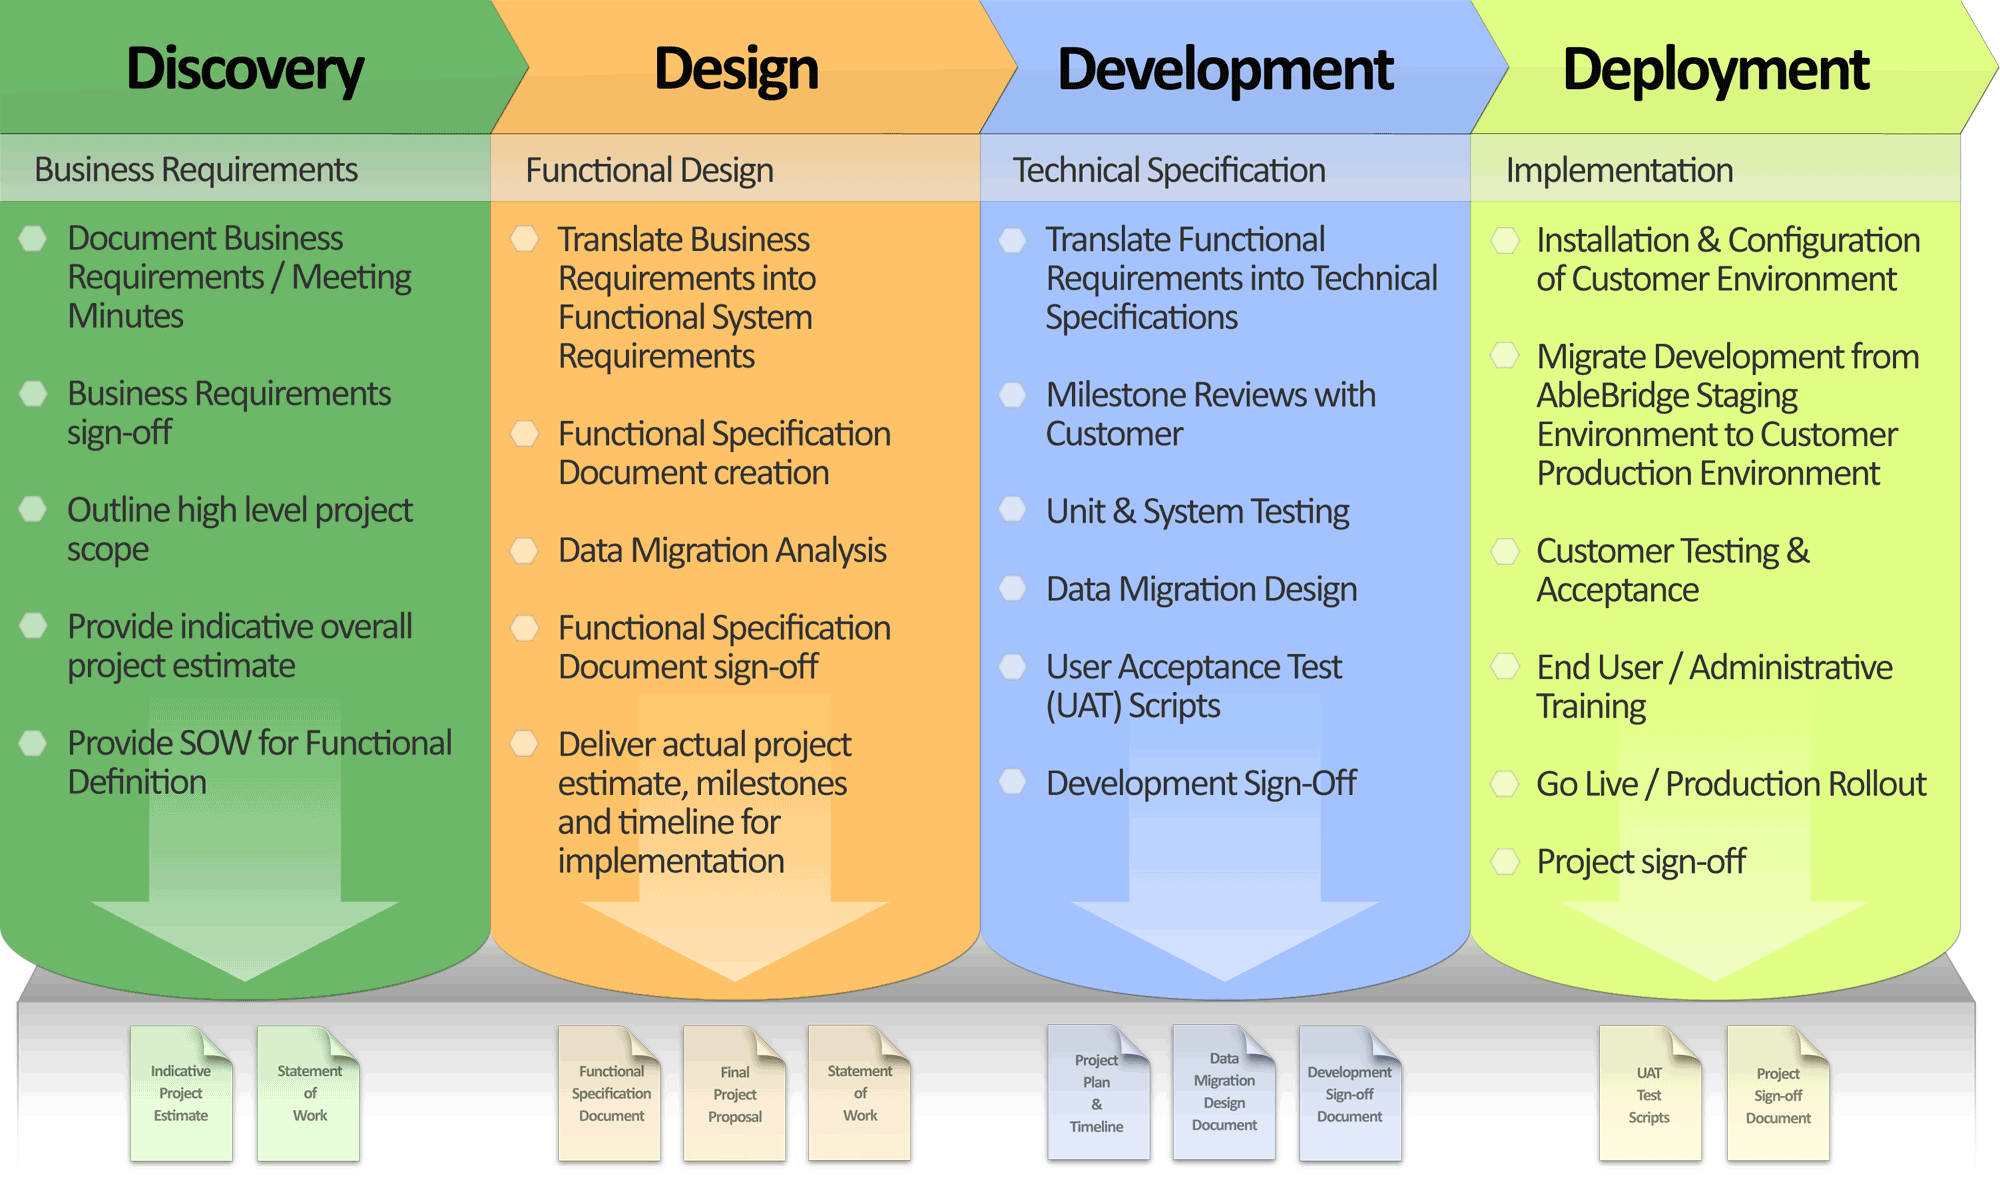 Discovery
Business Requirements
Document Business
Requirements / Meeting
Minutes
Business Requirements
sign-off
Outline high level project
scope
Provide indicative overall
project estimate
Provide SOW for Functional
Definition
Indicative
Project
Estimate
Statement
of
Work
Design
Functional Design
Translate Business
Requirements into
Functional System
Requirements
Functional Specification
Document creation
Data Migration Analysis
Functional Specification
Document sign-off
Deliver actual project
estimate, milestones
and timeline for
implementation
Functional
Specification
Document
Final
Project
Proposal
Statement
of
Work
Development
Technical Specification
Translate Functional
Requirements into Technical
Specifications
Milestone Reviews with
Customer
Unit & System Testing
Data Migration Design
User Acceptance Test
(UAT) Scripts
Development Sign-Off
Project
Plan
&
Timeline
Data
Migration
Design
Document
Development
Sign-off
Document
Deployment
Implementation
Installation & Configuration
of Customer Environment
Migrate Development from
AbleBridge Staging
Environment to Customer
Production Environment
Customer Testing &
Acceptance
End User / Administrative
Training
Go Live / Production Rollout
Project sign-off
UAT
Test
Scripts
Project
Sign-off
Document